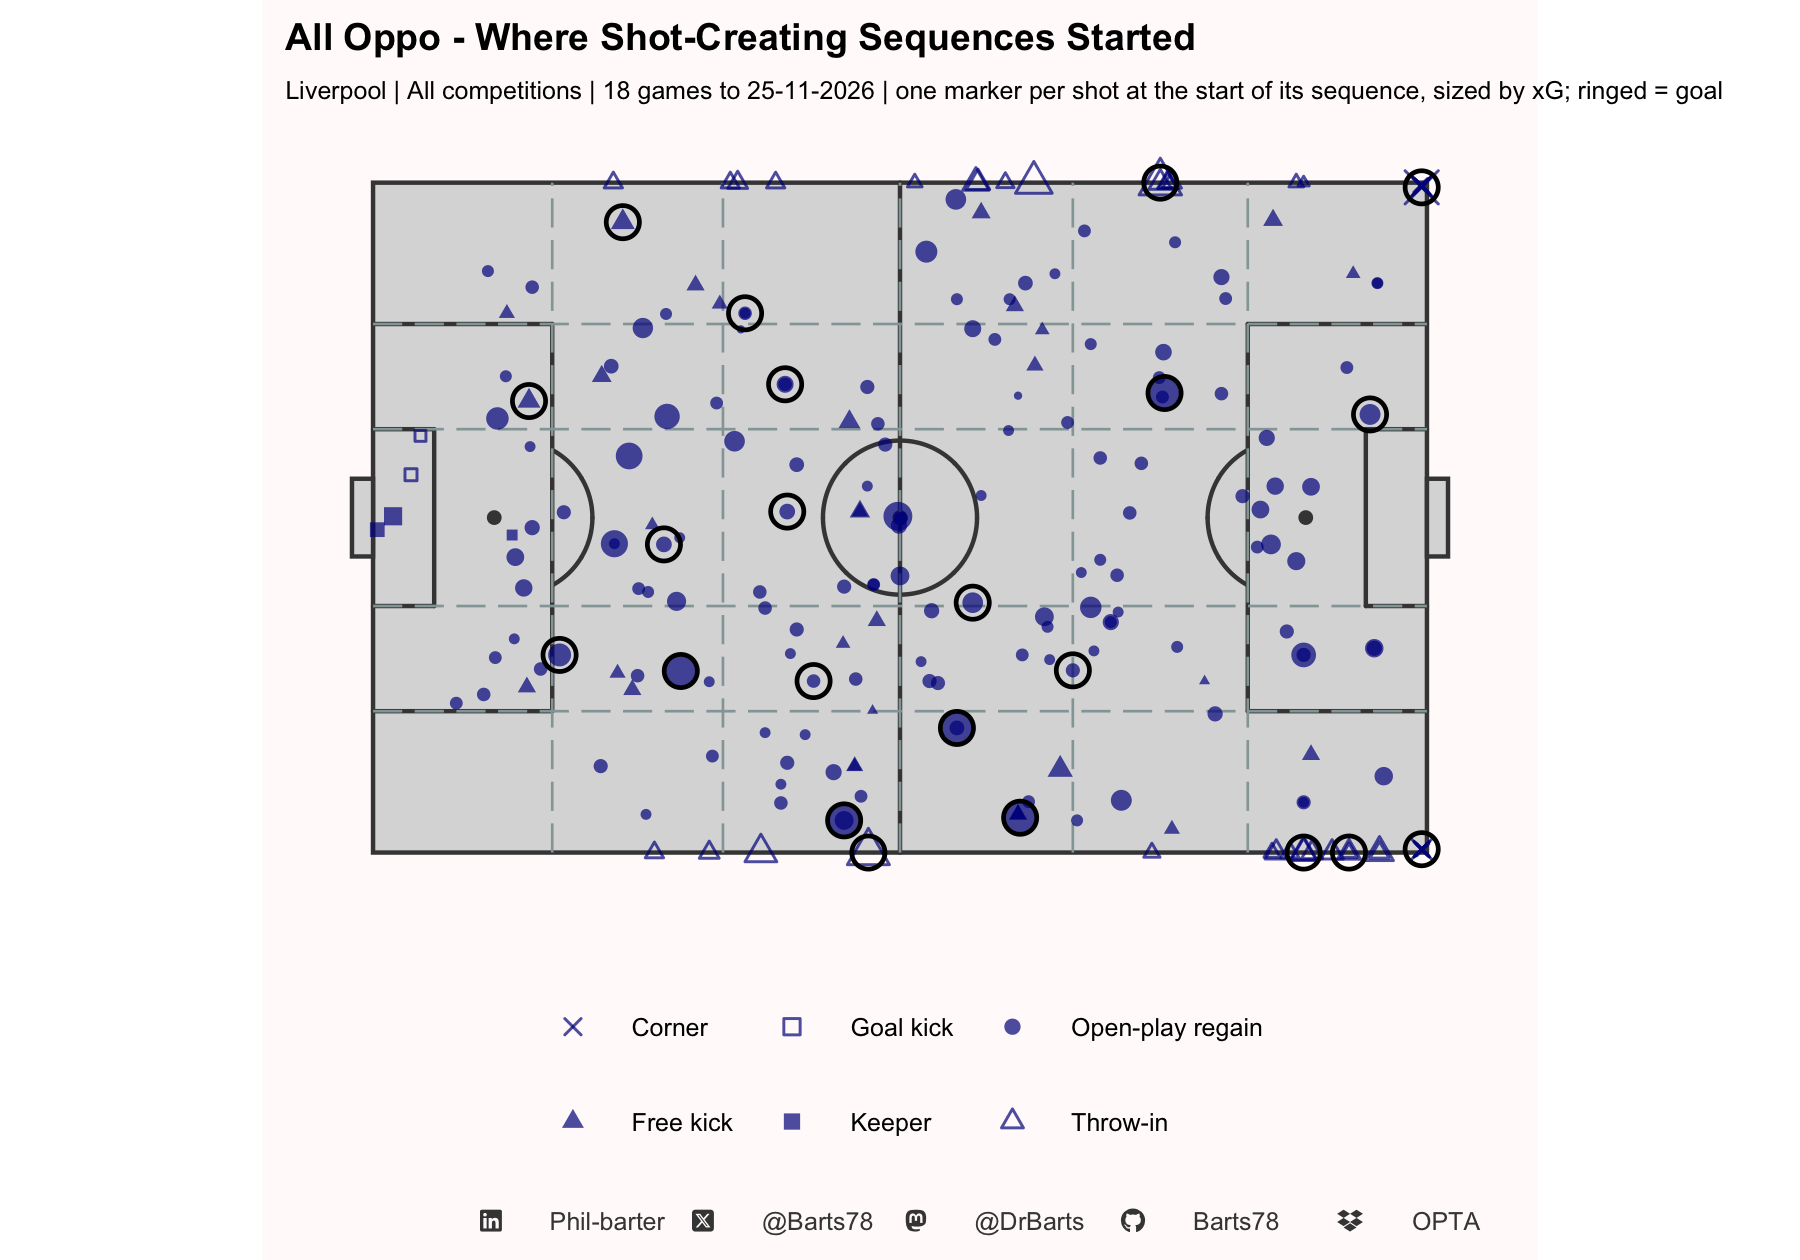 All Oppo - Where Shot-Creating Sequences Started
Liverpool | All competitions | 18 games to 25-11-2026 | one marker per shot at the start of its sequence, sized by xG; ringed = goal
Corner Goal kick Open-play regain
Free kick Keeper Throw-in
Phil-barter @Barts78 @DrBarts Barts78 OPTA